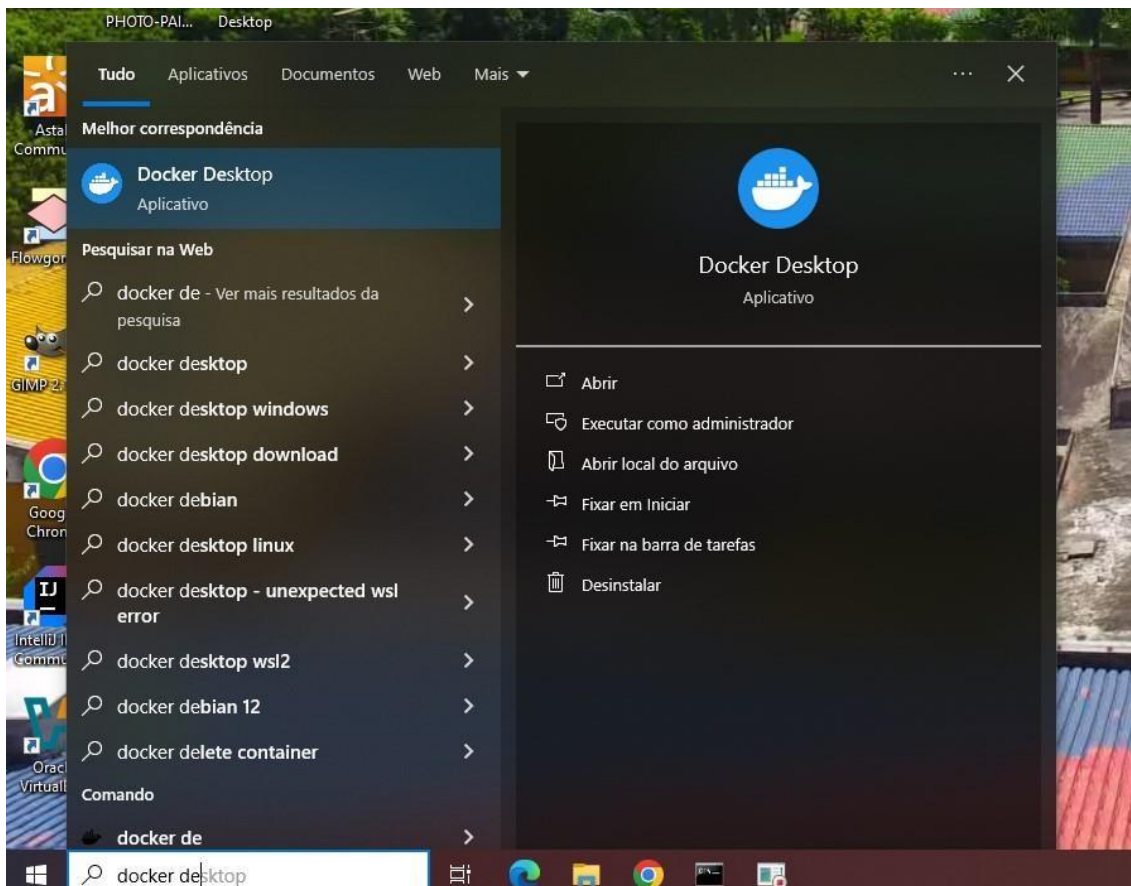 PHOTO-PAI... Desktop
Tudo Aplicativos Documentos Web Mais
Asta
Commu
Melhor correspondência
Docker Desktop
Aplicativo
Flowgor
Pesquisar na Web
docker de - Ver mais resultados da
pesquisa
docker desktop
GIMP 2.
docker desktop windows
docker desktop download
Goog
Chron
docker debian
docker desktop linux
IJ
IntelliJ I
Commu
docker desktop - unexpected wsl
error
docker desktop wsl2
docker debian 12
Orac
Virtuall
docker delete container
Comando
docker de
docker desktop
Docker Desktop
Aplicativo
Abrir
Executar como administrador
Abrir local do arquivo
Fixar em Iniciar
Fixar na barra de tarefas
Desinstalar